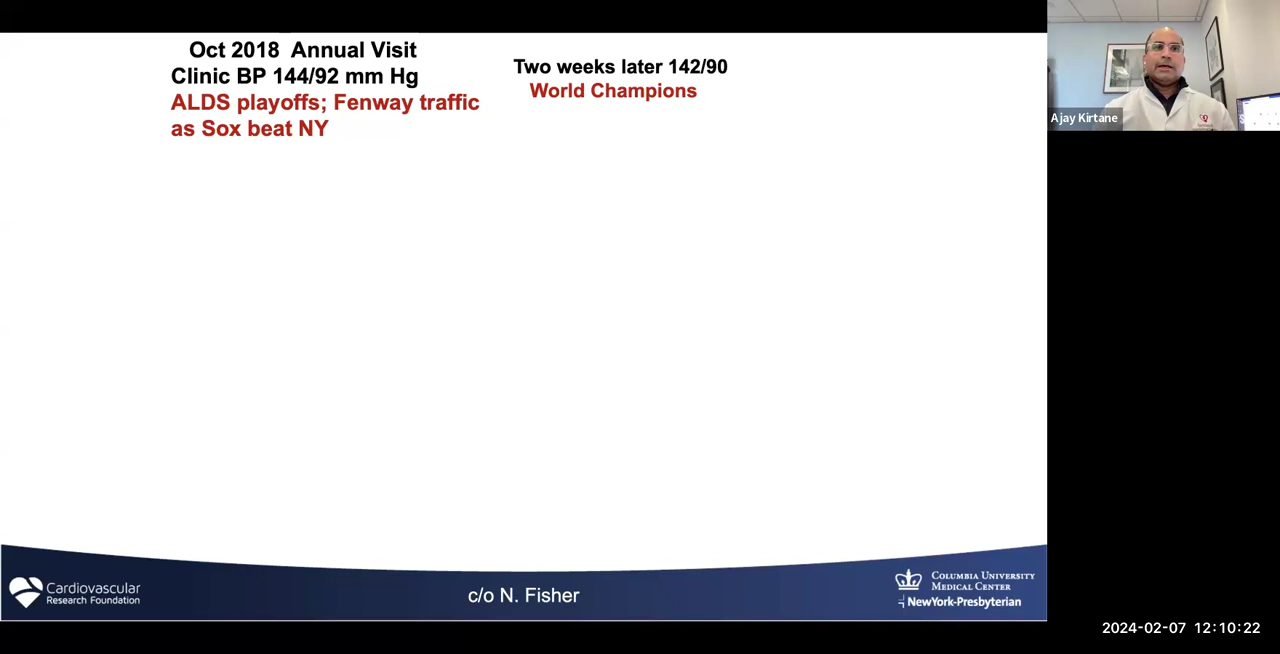 Oct 2018 Annual Visit
Clinic BP 144/92 mm Hg
ALDS playoffs; Fenway traffic
as Sox beat NY
Two weeks later 142/90
World Champions
Ajay Kirtane
Cardiovascular
Research Foundation
c/o N. Fisher
COLUMBIA UNIVERSITY
MEDICAL CENTER
NewYork-Presbyterian
2024-02-07 12:10:22